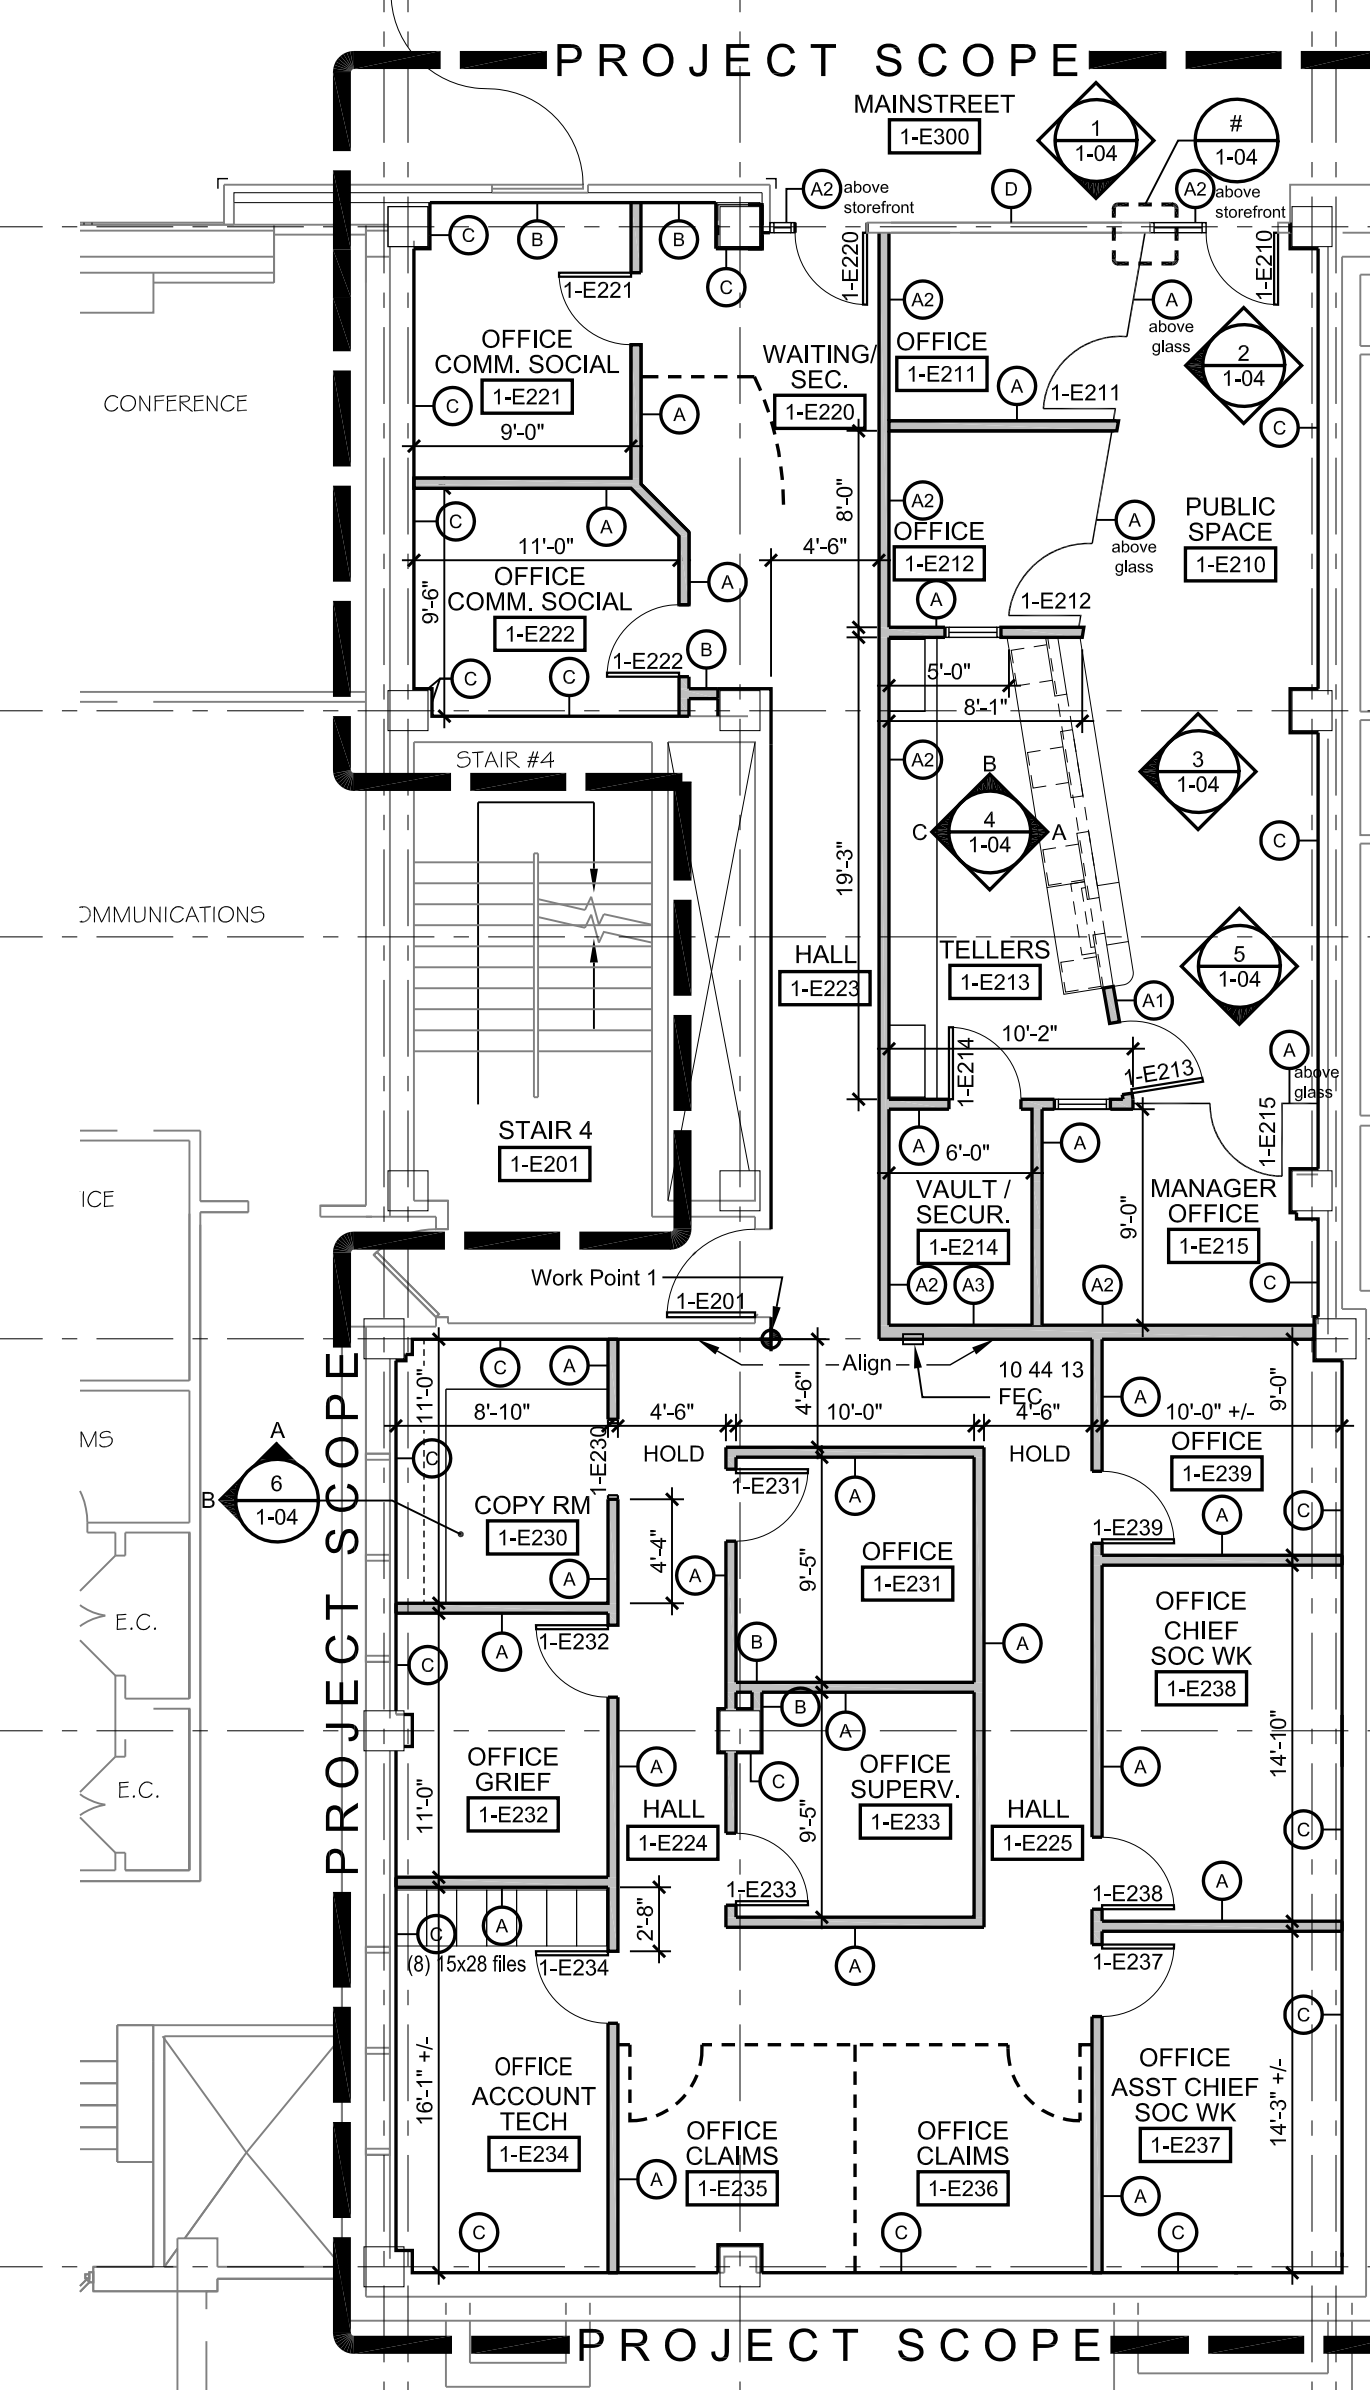 PROJECT SCOPE
MAINSTREET
1-E300
1
1-04
#
1-04
A2
above
storefront
D
A2
above
storefront
C
B
B
C
1-E221
1-E220
1-E210
A2
A
above
glass
OFFICE
COMM. SOCIAL
1-E221
C
9'-0"
A
WAITING/
SEC.
1-E220
OFFICE
1-E211
A
1-E211
2
1-04
C
CONFERENCE
C
A
11'-0"
OFFICE
COMM. SOCIAL
1-E222
9'-6"
A
1-E222
B
C
C
8'-0"
4'-6"
A2
OFFICE
1-E212
A
A
above
glass
1-E212
PUBLIC
SPACE
1-E210
5'-0"
8'-1"
STAIR #4
A2
B
4
1-04
C
A
3
1-04
C
19'-3"
OMMUNICATIONS
HALL
1-E223
TELLERS
1-E213
5
1-04
A1
10'-2"
1-E214
1-E213
A
above
glass
1-E215
STAIR 4
1-E201
A
6'-0"
A
VAULT /
SECUR.
1-E214
A2
A3
9'-0"
MANAGER
OFFICE
1-E215
A2
C
ICE
Work Point 1
1-E201
Align
10 44 13
FEC
PROJECT SCOPE
11'-0"
C
A
8'-10"
4'-6"
4'-6"
10'-0"
4'-6"
A
10'-0" +/-
9'-0"
MS
A
B
6
1-04
C
1-E230
HOLD
HOLD
OFFICE
1-E239
COPY RM
1-E230
4'-4"
A
1-E231
A
A
C
1-E239
OFFICE
1-E231
9'-5"
A
E.C.
A
C
1-E232
B
A
OFFICE
CHIEF
SOC WK
1-E238
B
A
14'-10"
OFFICE
GRIEF
1-E232
11'-0"
A
C
OFFICE
SUPERV.
1-E233
9'-5"
A
E.C.
HALL
1-E224
HALL
1-E225
C
1-E233
A
1-E238
C
A
2'-8"
(8) 15x28 files
1-E234
A
1-E237
C
OFFICE
ACCOUNT
TECH
1-E234
16'-1" +/-
OFFICE
ASST CHIEF
SOC WK
1-E237
14'-3" +/-
OFFICE
CLAIMS
1-E235
OFFICE
CLAIMS
1-E236
A
A
C
C
C
PROJECT SCOPE